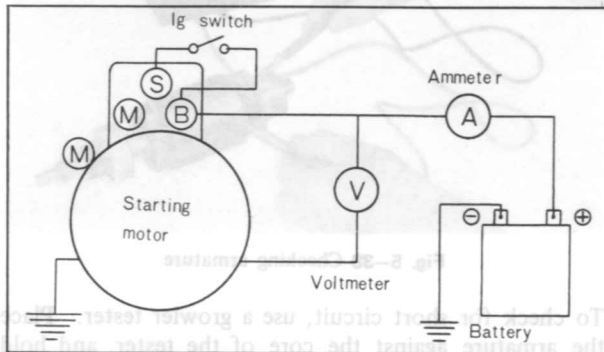 Ig switch
S
M
B
M
Ammeter
A
V
Starting
motor
Voltmeter
⊖
⊕
Battery
Fig. 5—38 Checking armature
To check for short circuit, use a growler tester. Place
the armature against the core of the tester, and hold